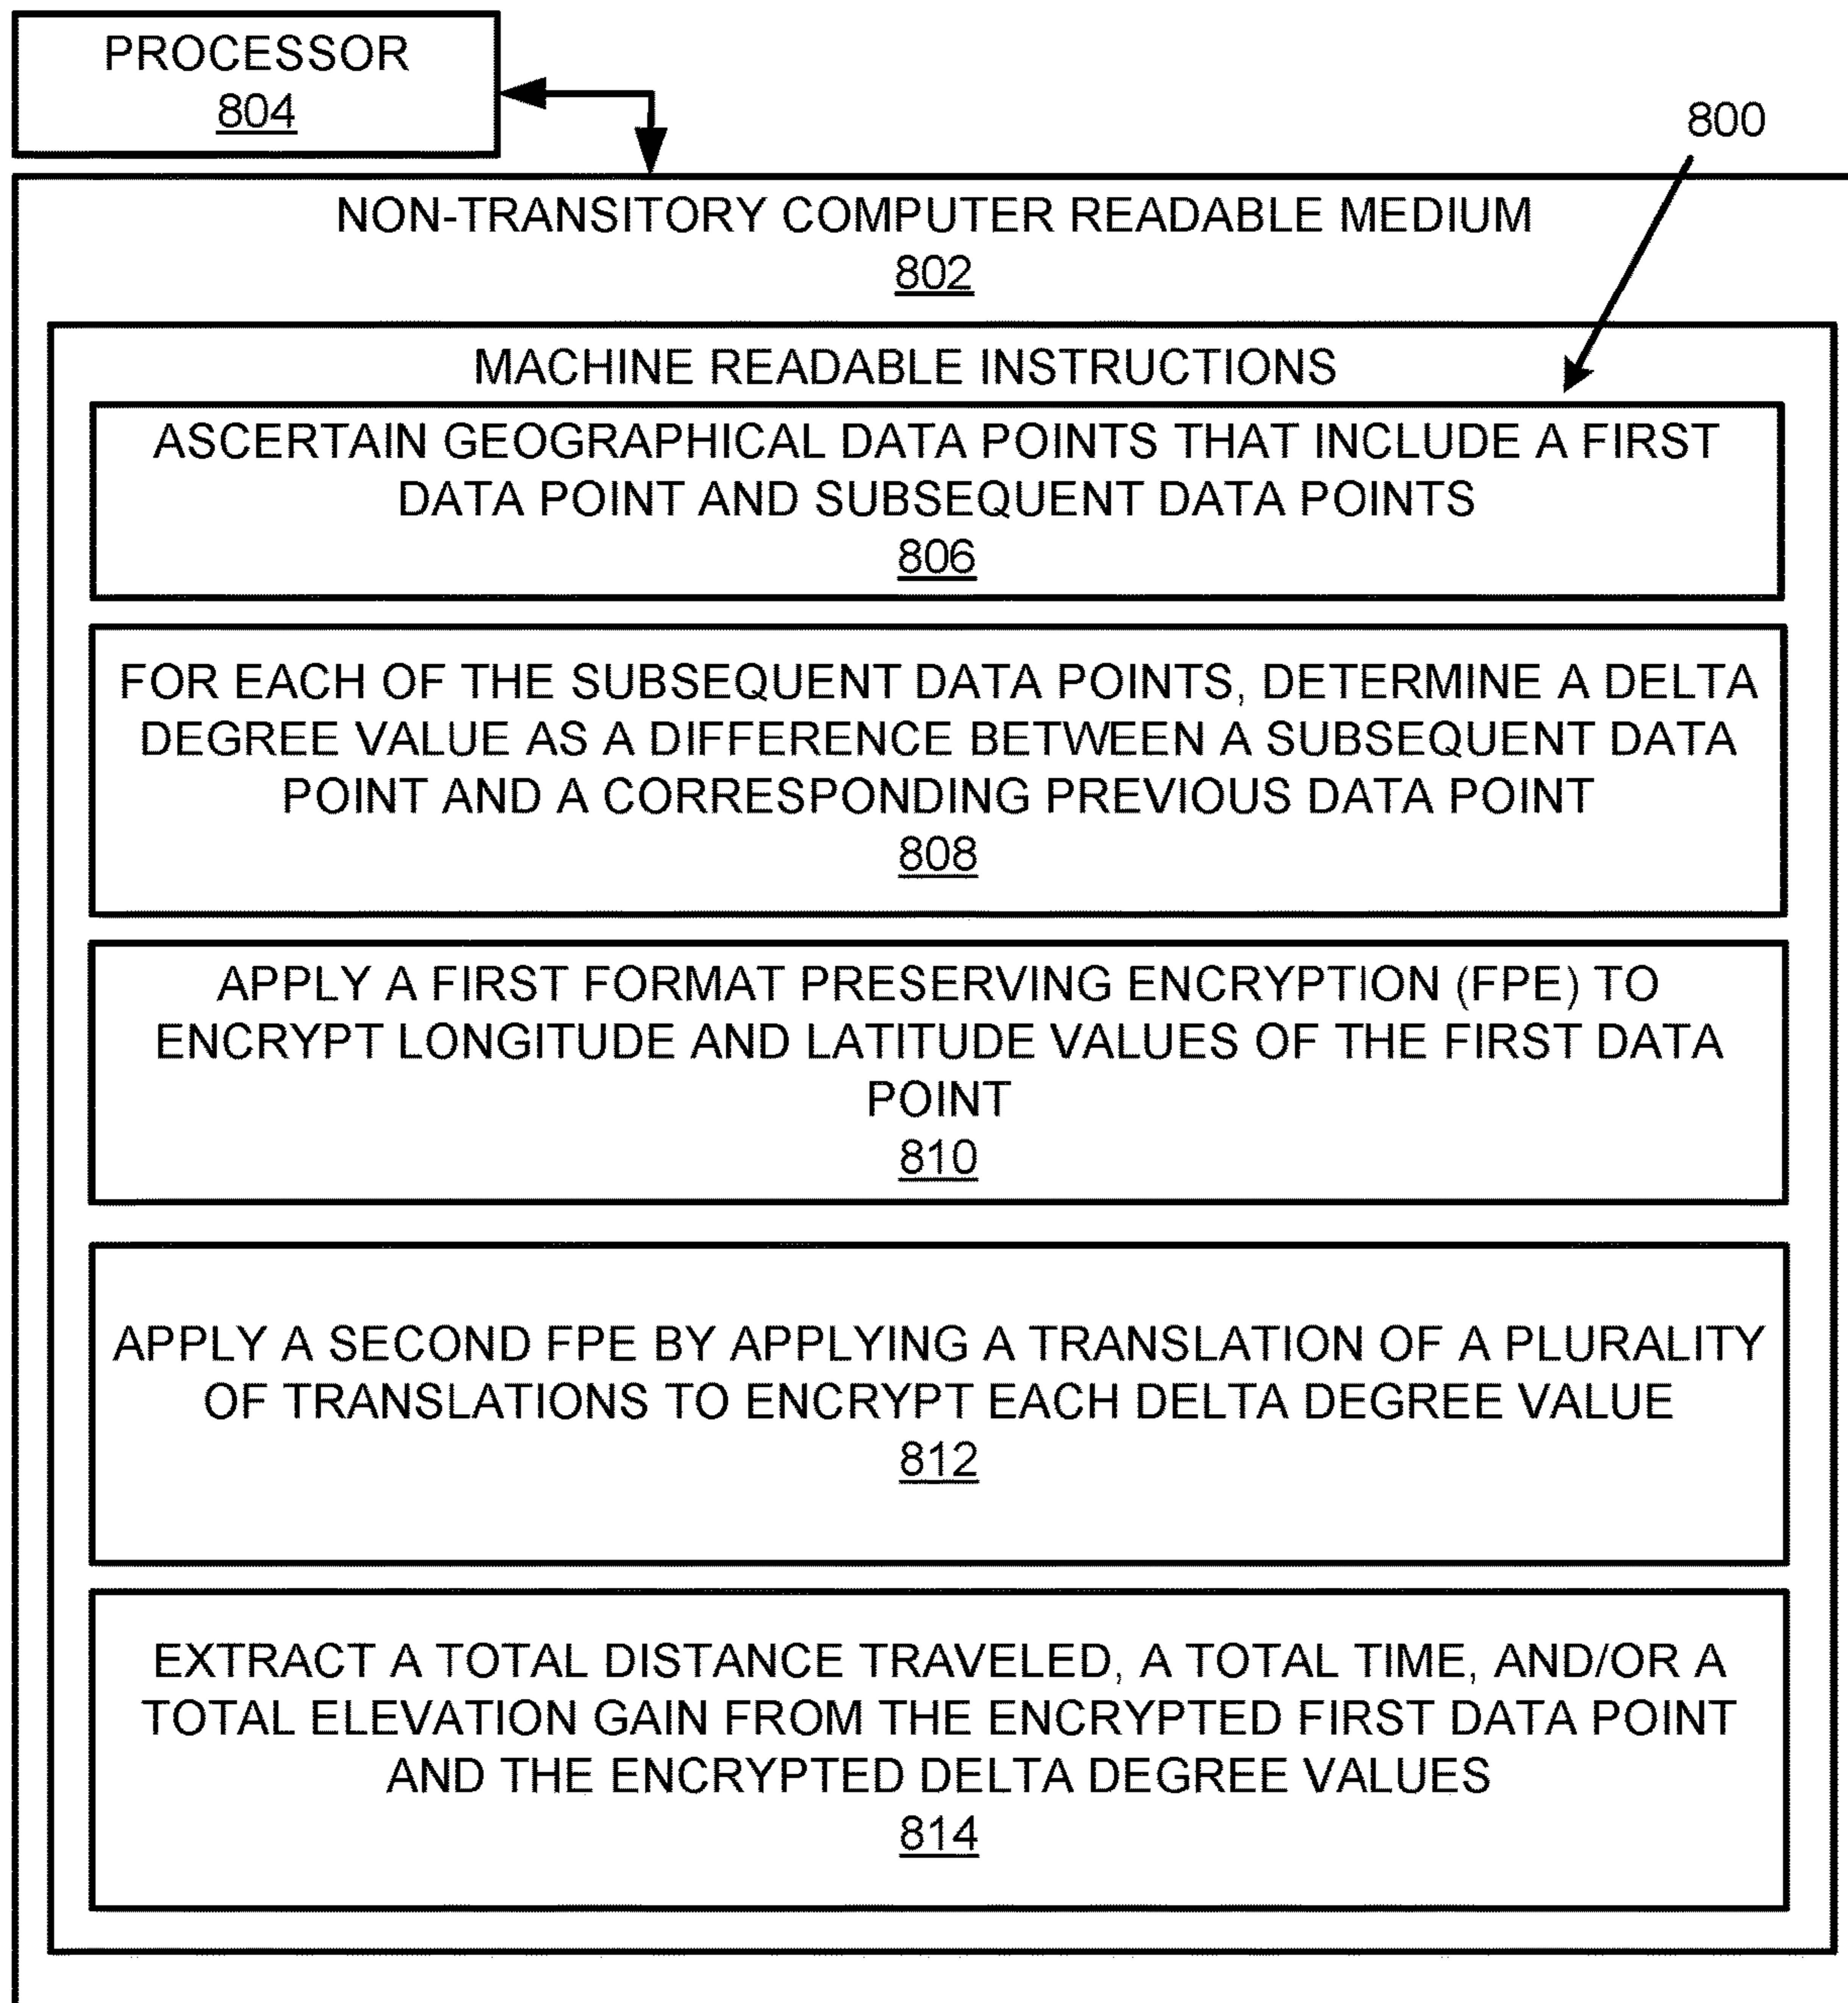 PROCESSOR
804
800
NON-TRANSITORY COMPUTER READABLE MEDIUM
802
MACHINE READABLE INSTRUCTIONS
ASCERTAIN GEOGRAPHICAL DATA POINTS THAT INCLUDE A FIRST
DATA POINT AND SUBSEQUENT DATA POINTS
806
FOR EACH OF THE SUBSEQUENT DATA POINTS, DETERMINE A DELTA
DEGREE VALUE AS A DIFFERENCE BETWEEN A SUBSEQUENT DATA
POINT AND A CORRESPONDING PREVIOUS DATA POINT
808
APPLY A FIRST FORMAT PRESERVING ENCRYPTION (FPE) TO
ENCRYPT LONGITUDE AND LATITUDE VALUES OF THE FIRST DATA
POINT
810
APPLY A SECOND FPE BY APPLYING A TRANSLATION OF A PLURALITY
OF TRANSLATIONS TO ENCRYPT EACH DELTA DEGREE VALUE
812
EXTRACT A TOTAL DISTANCE TRAVELED, A TOTAL TIME, AND/OR A
TOTAL ELEVATION GAIN FROM THE ENCRYPTED FIRST DATA POINT
AND THE ENCRYPTED DELTA DEGREE VALUES
814